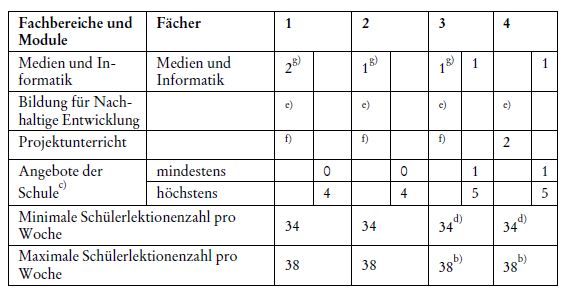 Fachbereiche und Fächer 1 2 3 4
Module
Medien und In- Medien und 2g) 1g) 1g) 1 1
formatik Informatik
Bildung für Nach- e) e) e) e)
haltige Entwicklung
Projektunterricht f) f) f) 2
Angebote der mindestens 0 0 1 1
Schulec) höchstens 4 4 5 5
Minimale Schülerlektionenzahl pro 34 34 34d) 34d)
Woche
Maximale Schülerlektionenzahl pro 38 38 38b) 38b)
Woche